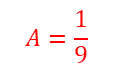 A = 1/9